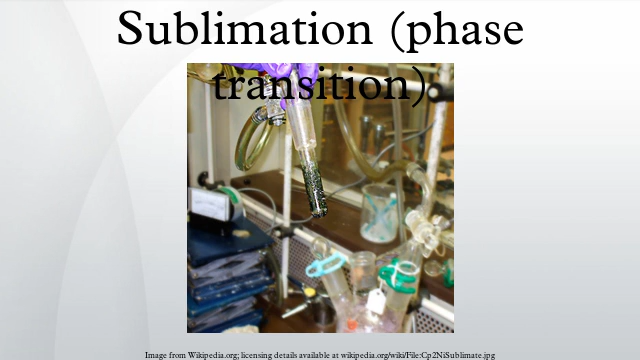 Sublimation (phase
transition)
Image from Wikipedia.org; licensing details available at wikipedia.org/wiki/File:Cp2NiSublimate.jpg